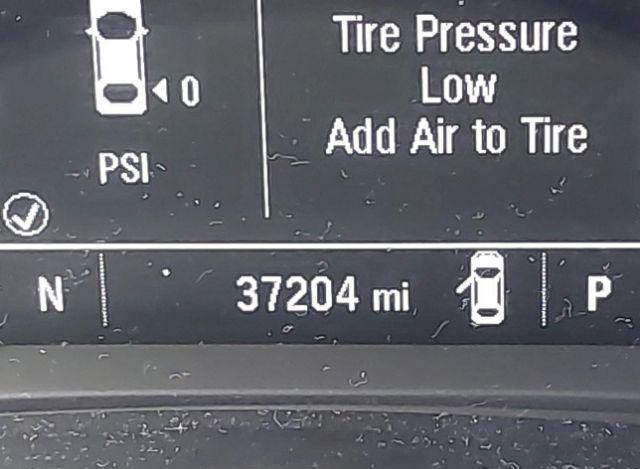 Tire Pressure
Low
Add Air to Tire
0
PSI
N 37204 mi P